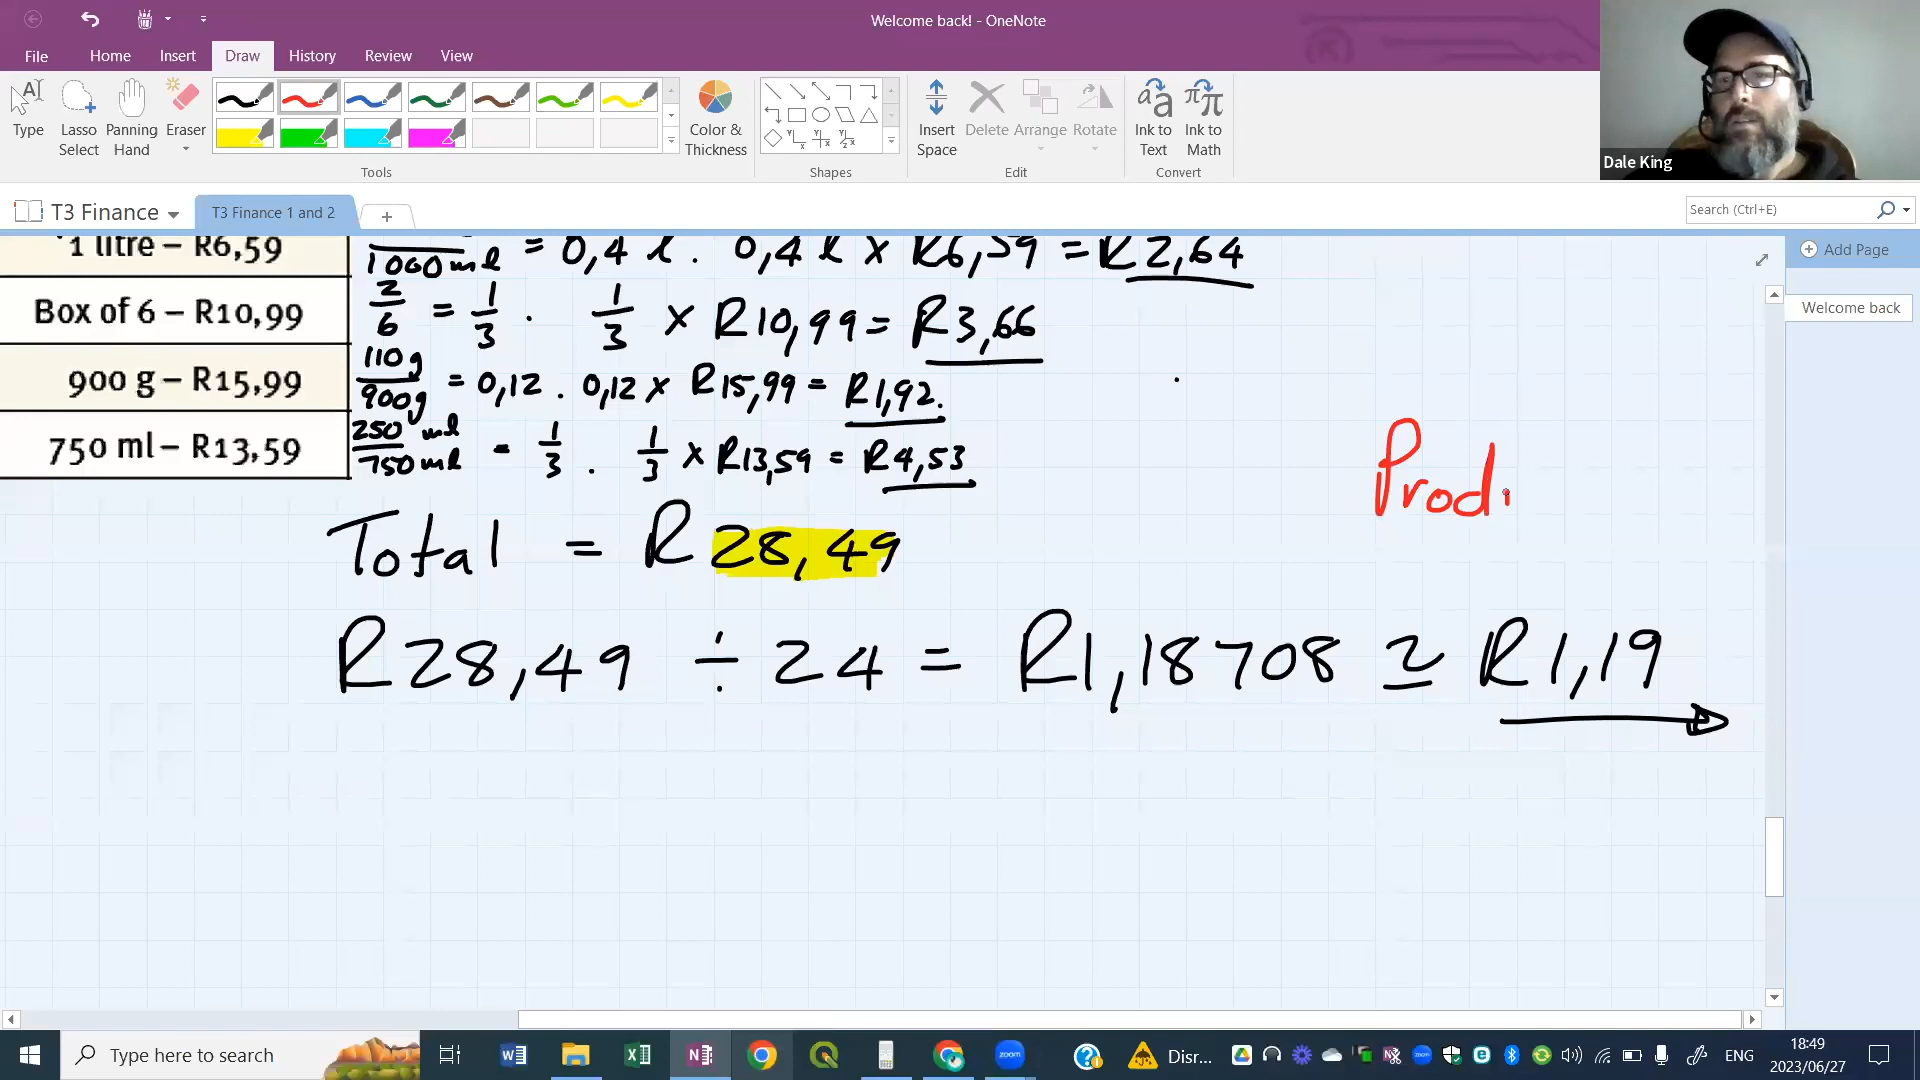 Welcome back! - OneNote
File Home Insert Draw History Review View
Type
Lasso Select
Panning Hand
Eraser
Color & Thickness
Insert Space
Delete Arrange Rotate
Ink to Text
Ink to Math
Tools Shapes Edit Convert
Dale King
T3 Finance T3 Finance 1 and 2 +
Search (Ctrl+E)
Add Page
Welcome back
1 litre – R6,59
1000ml = 0,4 l . 0,4 l x R6,59 = R2,64
Box of 6 – R10,99
2/6 = 1/3 . 1/3 x R10,99 = R3,66
900 g – R15,99
110g/900g = 0,12 . 0,12 x R15,99 = R1,92.
750 ml – R13,59
250 ml/750 ml = 1/3 . 1/3 x R13,59 = R4,53
Prod
Total = R28,49
R28,49 ÷ 24 = R1,18708 ≃ R1,19
Type here to search
zoom
Disr...
ENG
18:49
2023/06/27